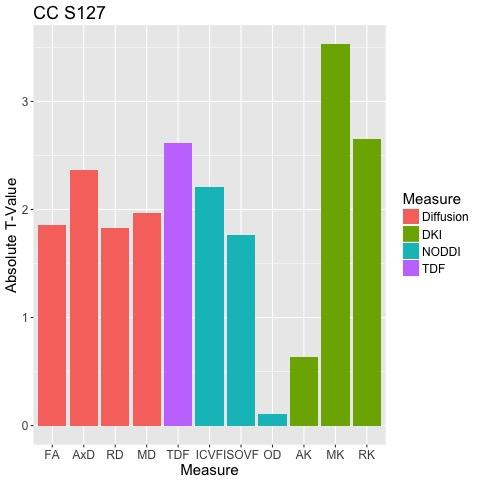 CC S127
Absolute T-Value
3
2
1
0
FA AxD RD MD TDF ICVF ISOVF OD AK MK RK
Measure
Measure
Diffusion
DKI
NODDI
TDF